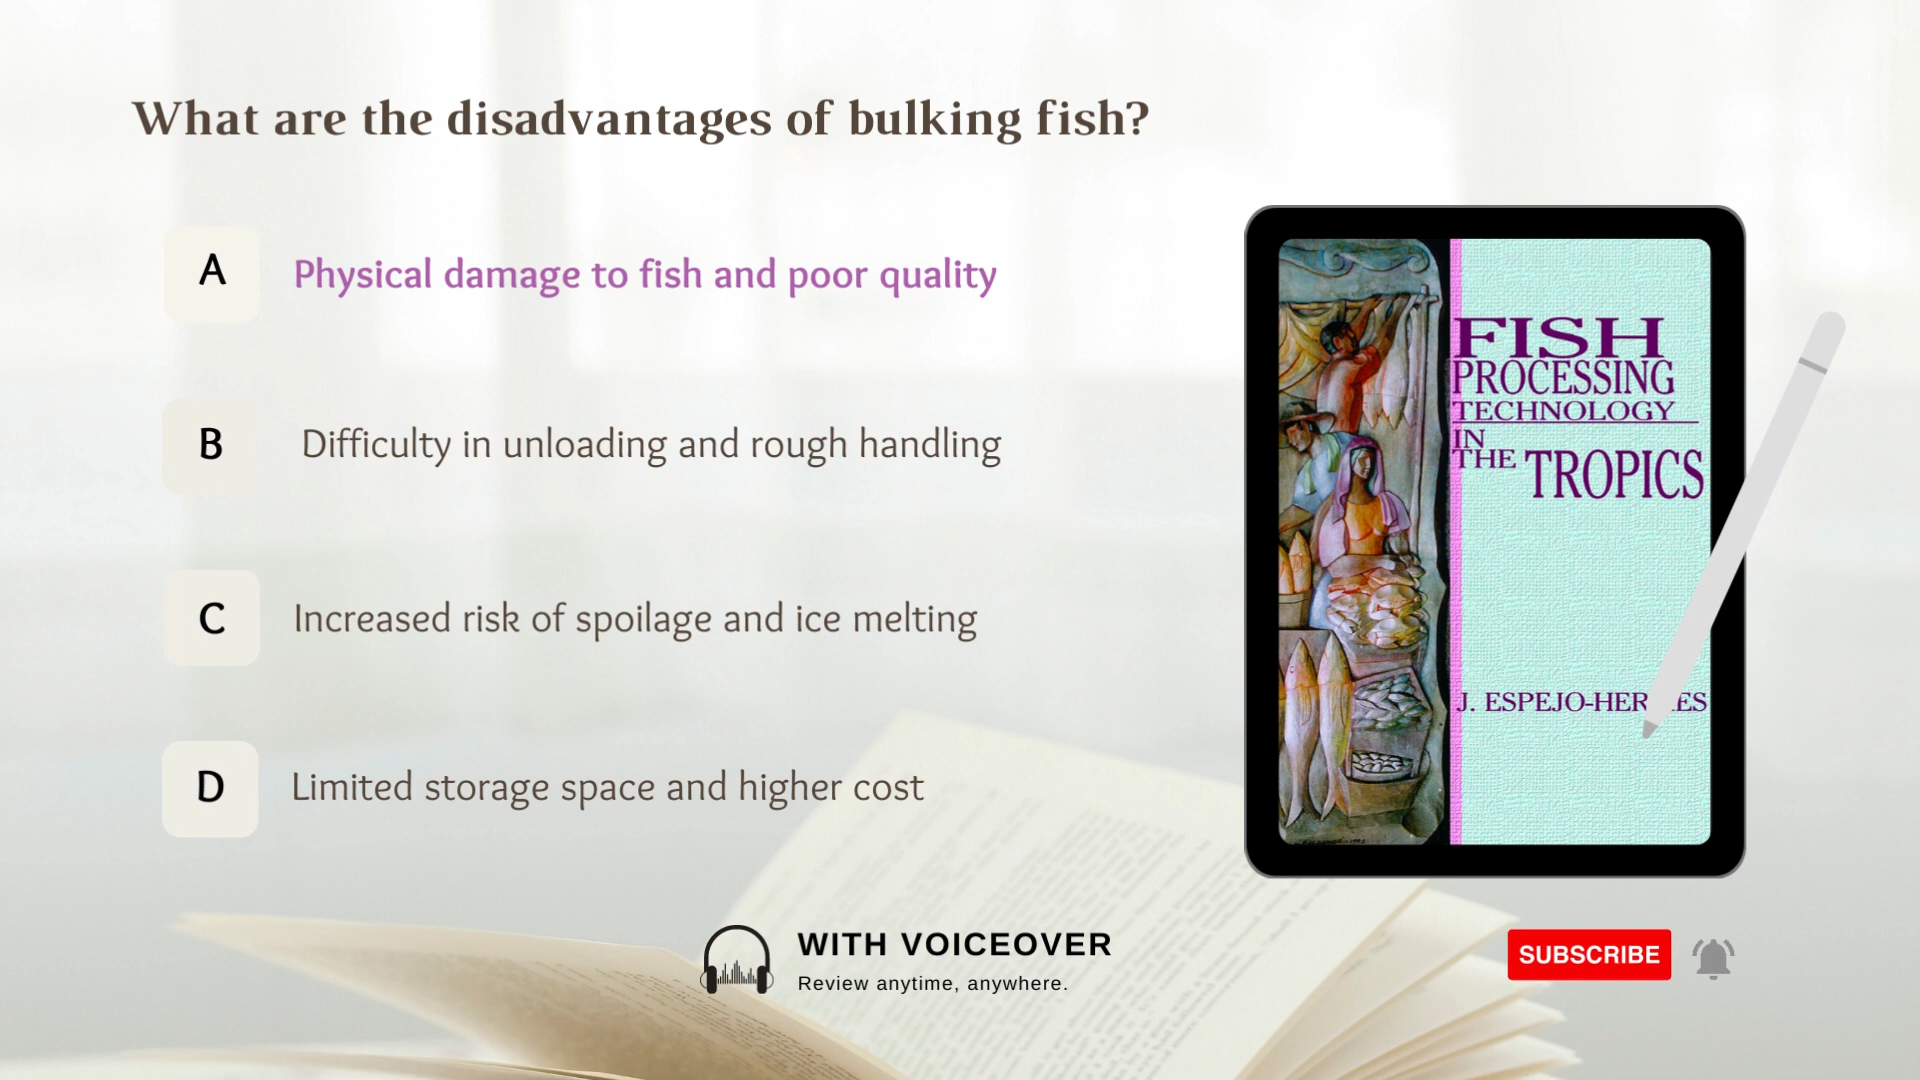 What are the disadvantages of bulking fish?
A
Physical damage to fish and poor quality
B
Difficulty in unloading and rough handling
C
Increased risk of spoilage and ice melting
D
Limited storage space and higher cost
FISH
PROCESSING
TECHNOLOGY
IN
THE TROPICS
J. ESPEJO-HER
WITH VOICEOVER
Review anytime, anywhere.
SUBSCRIBE